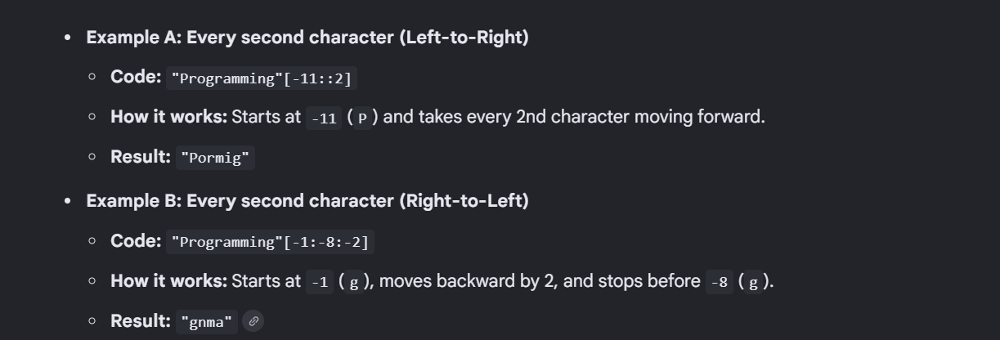 • Example A: Every second character (Left-to-Right)
○ Code: "Programming"[-11::2]
○ How it works: Starts at -11 ( P ) and takes every 2nd character moving forward.
○ Result: "Pormig"
• Example B: Every second character (Right-to-Left)
○ Code: "Programming"[-1:-8:-2]
○ How it works: Starts at -1 ( g ), moves backward by 2, and stops before -8 ( g ).
○ Result: "gnma"